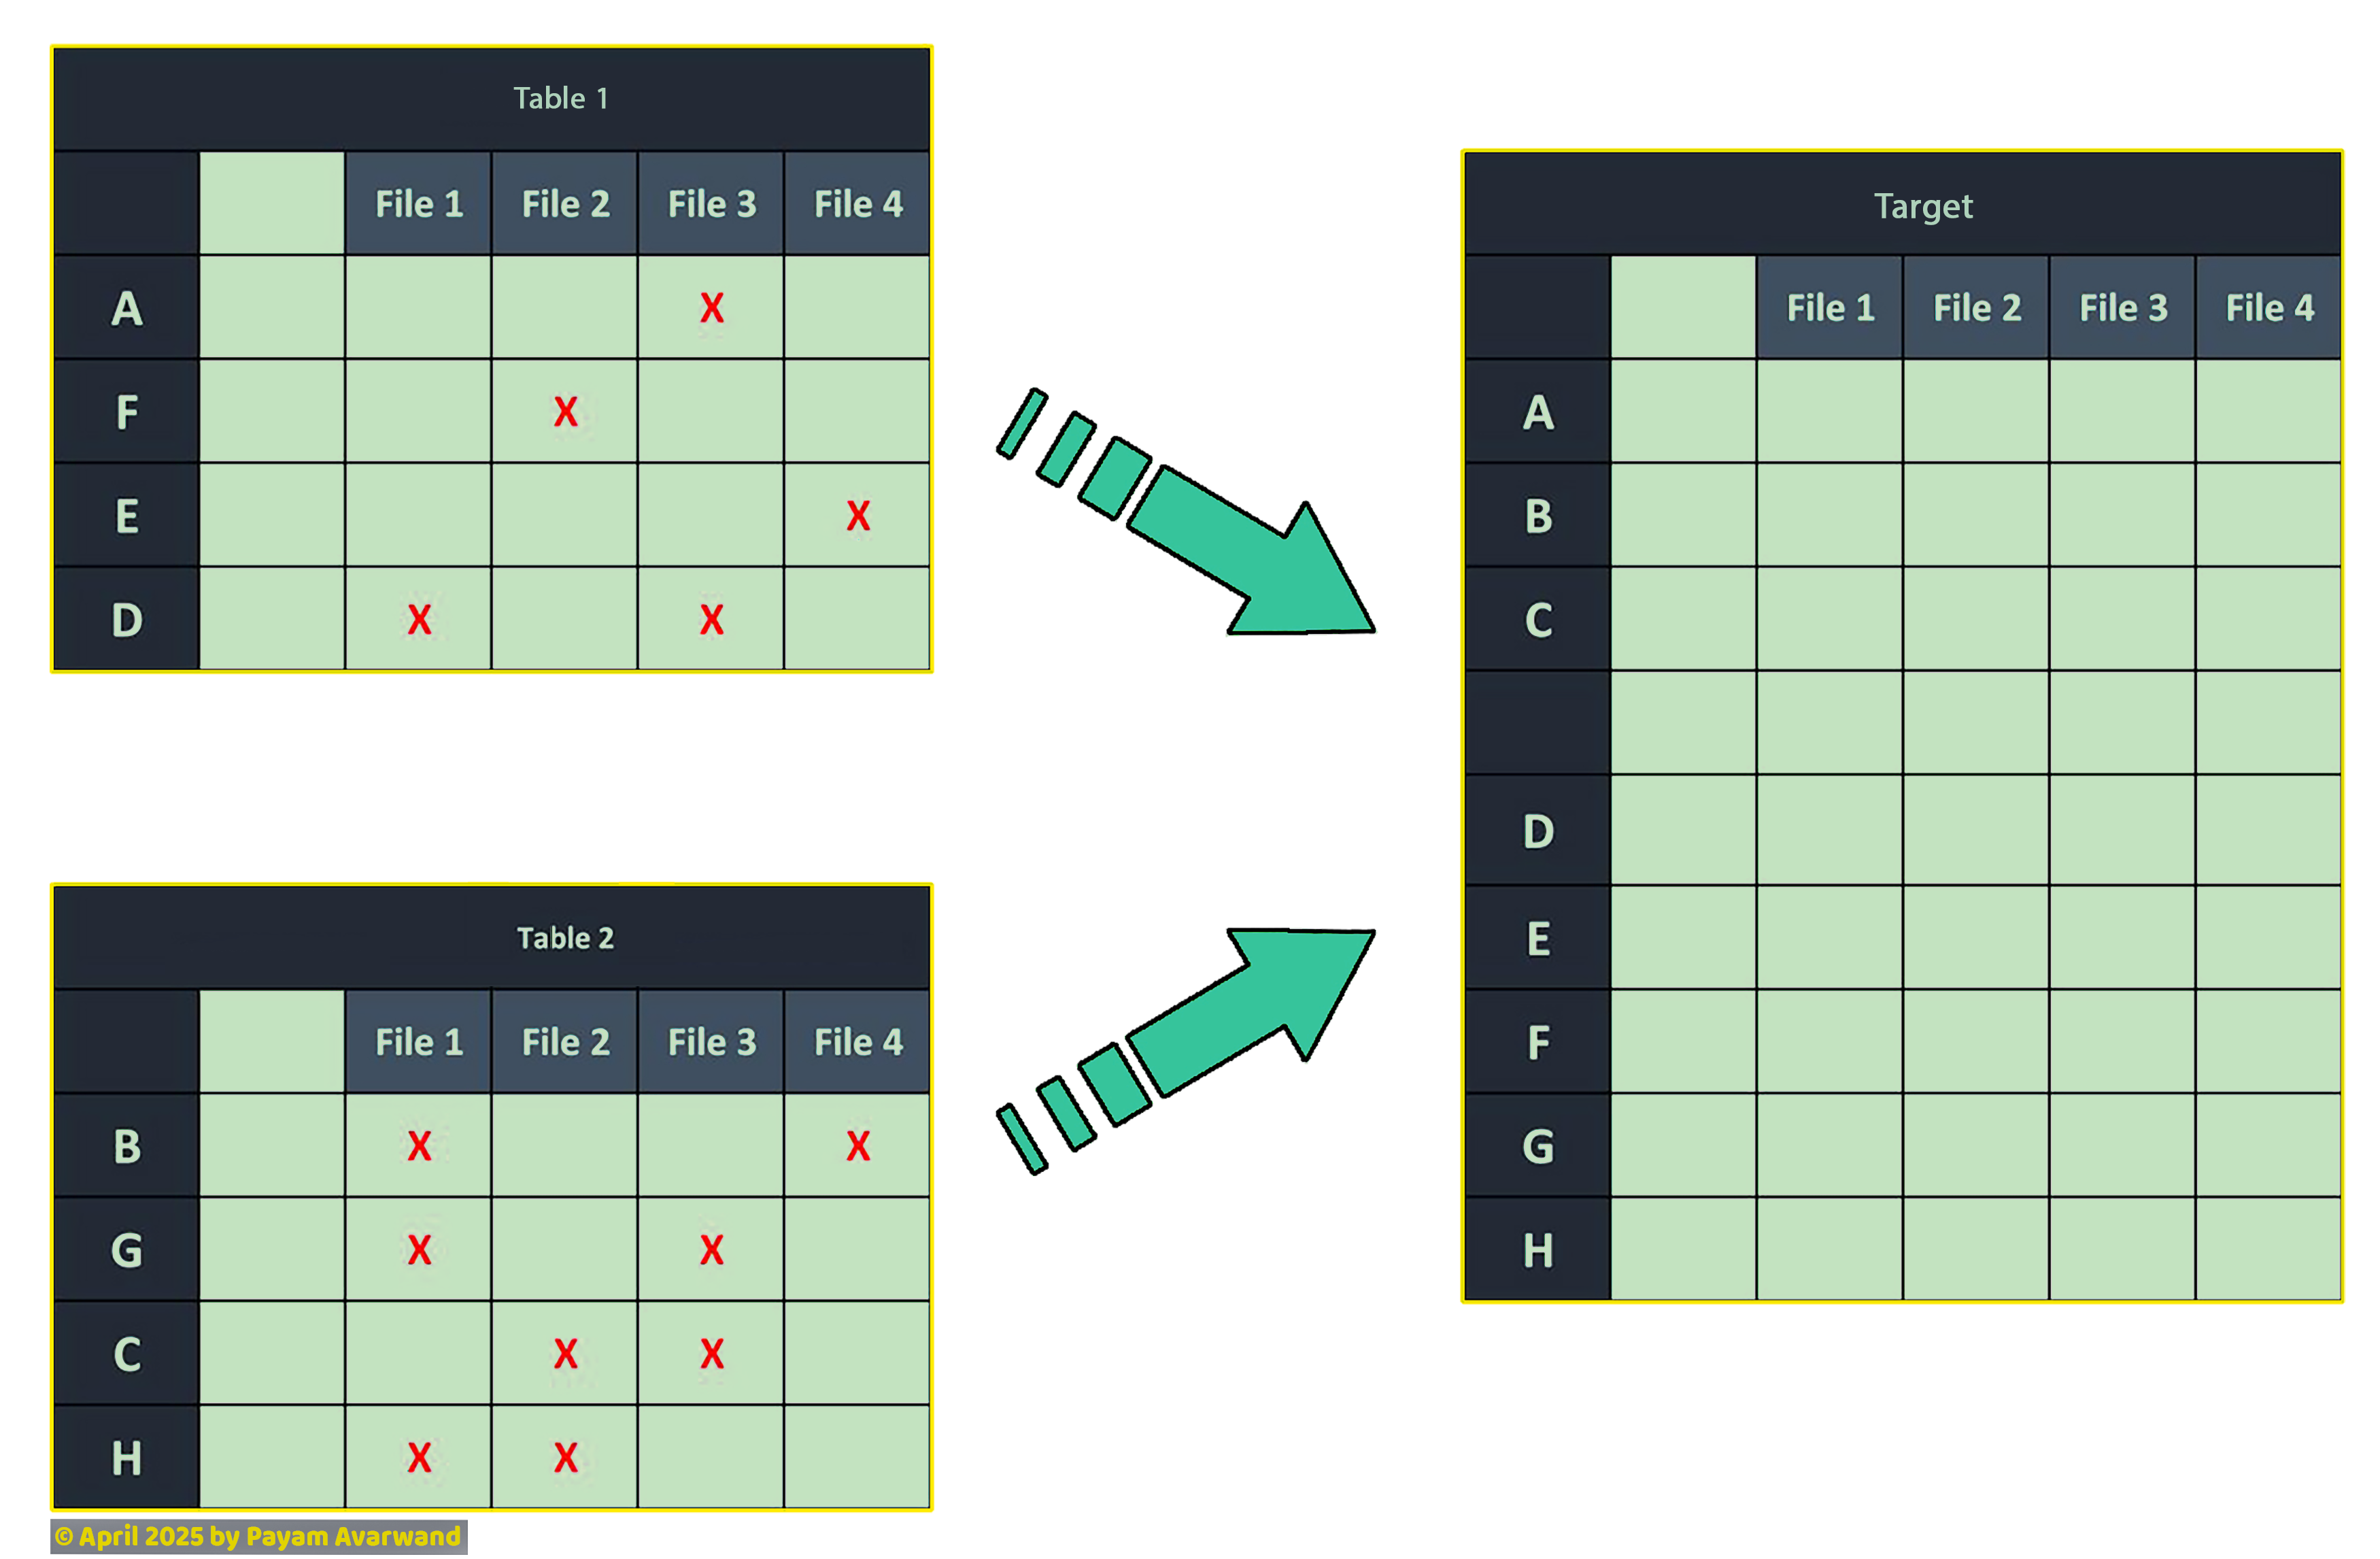 Table 1
File 1 File 2 File 3 File 4
A X
F X
E X
D X X
Table 2
File 1 File 2 File 3 File 4
B X X
G X X
C X X
H X X
© April 2025 by Payam Avarwand
Target
File 1 File 2 File 3 File 4
A
B
C
D
E
F
G
H